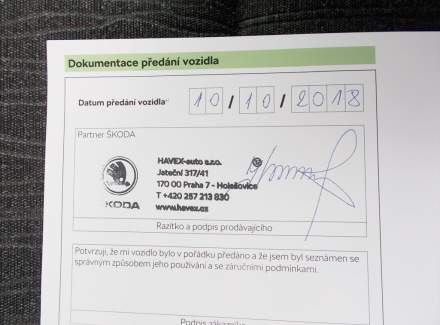 Dokumentace předání vozidla
Datum předání vozidla 10 / 10 / 2018
Partner ŠKODA
HAVEX-auto s.r.o.
Jateční 317/41
170 00 Praha 7 - Holešovice
T +420 257 213 830
www.havex.cz
ŠKODA
Razítko a podpis prodávajícího
Potvrzuji, že mi vozidlo bylo v pořádku předáno a že jsem byl seznámen se
správným způsobem jeho používání a se záručními podmínkami.
Podpis zákazníka